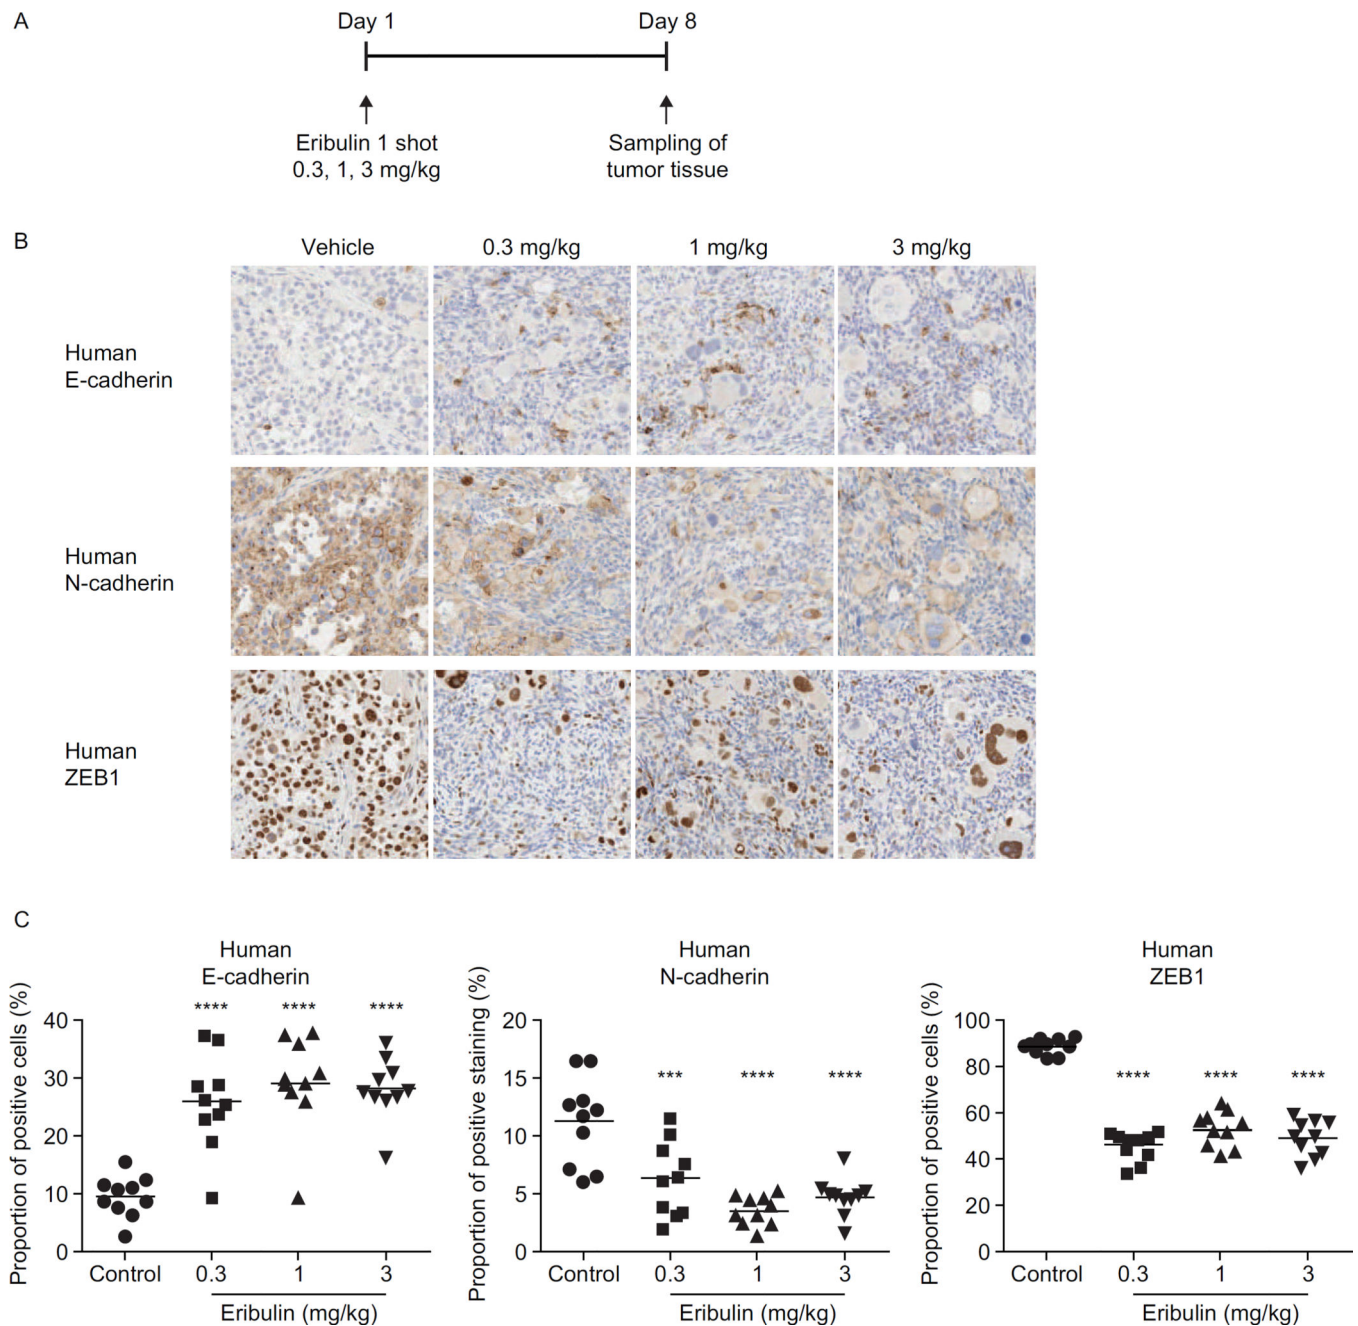 A
Day 1
Day 8
Eribulin 1 shot
0.3, 1, 3 mg/kg
Sampling of
tumor tissue
B
Vehicle
0.3 mg/kg
1 mg/kg
3 mg/kg
Human
E-cadherin
Human
N-cadherin
Human
ZEB1
C
Human
E-cadherin
Proportion of positive cells (%)
40
30
20
10
0
****
****
****
Control
0.3
1
3
Eribulin (mg/kg)
Human
N-cadherin
Proportion of positive staining (%)
20
15
10
5
0
***
****
****
Control
0.3
1
3
Eribulin (mg/kg)
Human
ZEB1
Proportion of positive cells (%)
100
80
60
40
20
0
****
****
****
Control
0.3
1
3
Eribulin (mg/kg)